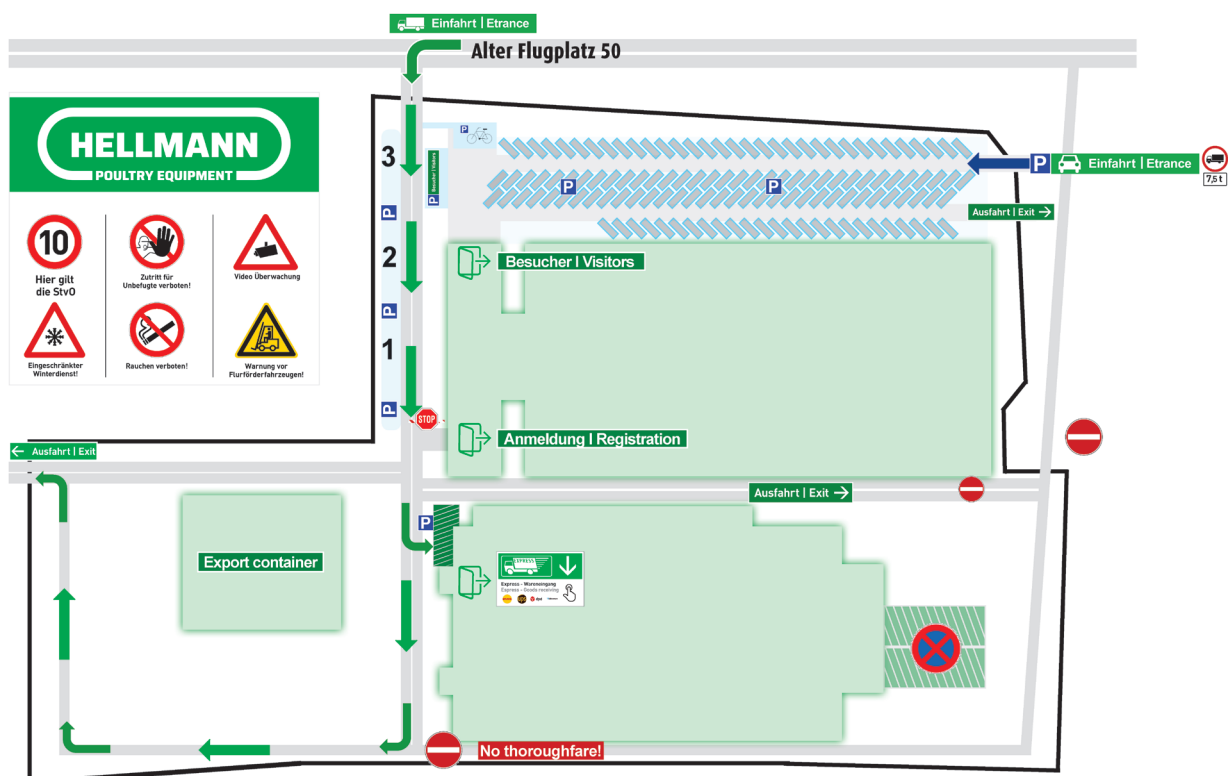 Einfahrt | Etrance
Alter Flugplatz 50
HELLMANN
POULTRY EQUIPMENT
10
Hier gilt
die StvO
Zutritt für
Unbefugte verboten!
Video Überwachung
Eingeschränkter
Winterdienst!
Rauchen verboten!
Warnung vor
Flurförderfahrzeugen!
3
P
2
P
1
P
P
Besucher | Visitors
P
P
P
P
Einfahrt | Etrance
7,5 t
Ausfahrt | Exit
Besucher | Visitors
STOP
Anmeldung | Registration
Ausfahrt | Exit
Ausfahrt | Exit
P
Export container
Express - Wareneingang
Express - Goods receiving
dpd
No thoroughfare!